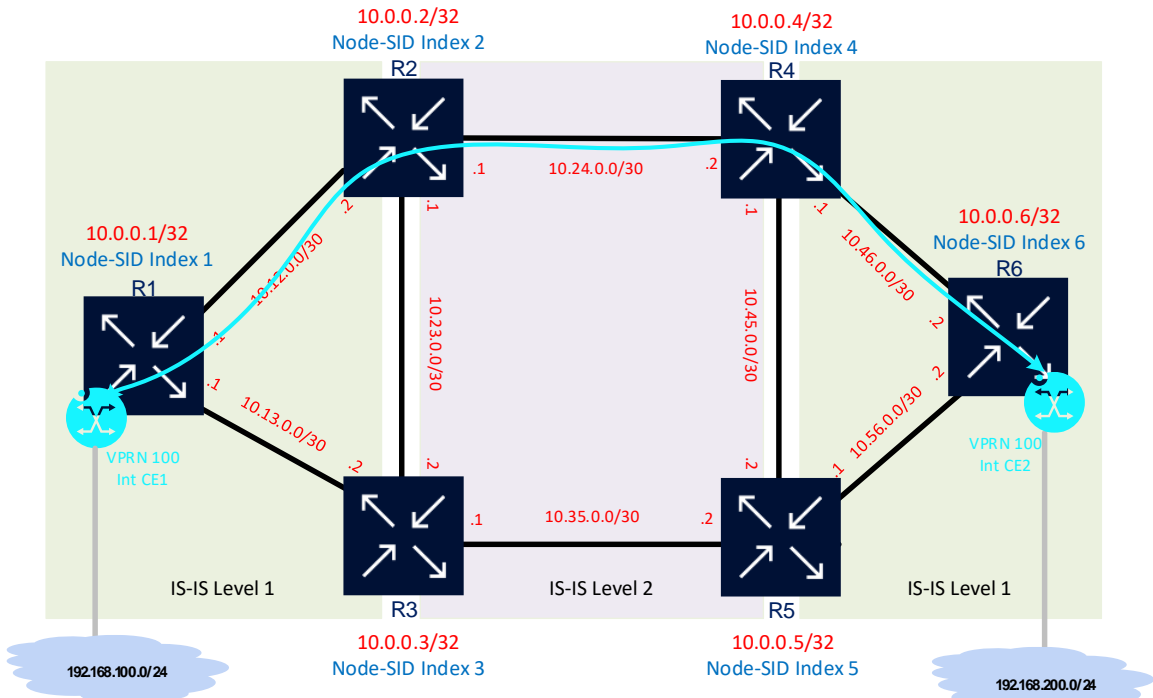 10.0.0.2/32
Node-SID Index 2
R2
10.0.0.4/32
Node-SID Index 4
R4
.1
10.24.0.0/30
.2
.2
.1
.1
.1
10.0.0.1/32
Node-SID Index 1
R1
10.12.0.0/30
.1
10.0.0.6/32
Node-SID Index 6
R6
10.46.0.0/30
.2
10.23.0.0/30
10.45.0.0/30
.1
10.13.0.0/30
.2
.2
VPRN 100
Int CE1
.2
.2
10.56.0.0/30
.1
VPRN 100
Int CE2
.1
10.35.0.0/30
.2
IS-IS Level 1
R3
IS-IS Level 2
R5
IS-IS Level 1
10.0.0.3/32
Node-SID Index 3
10.0.0.5/32
Node-SID Index 5
192.168.100.0/24
192.168.200.0/24